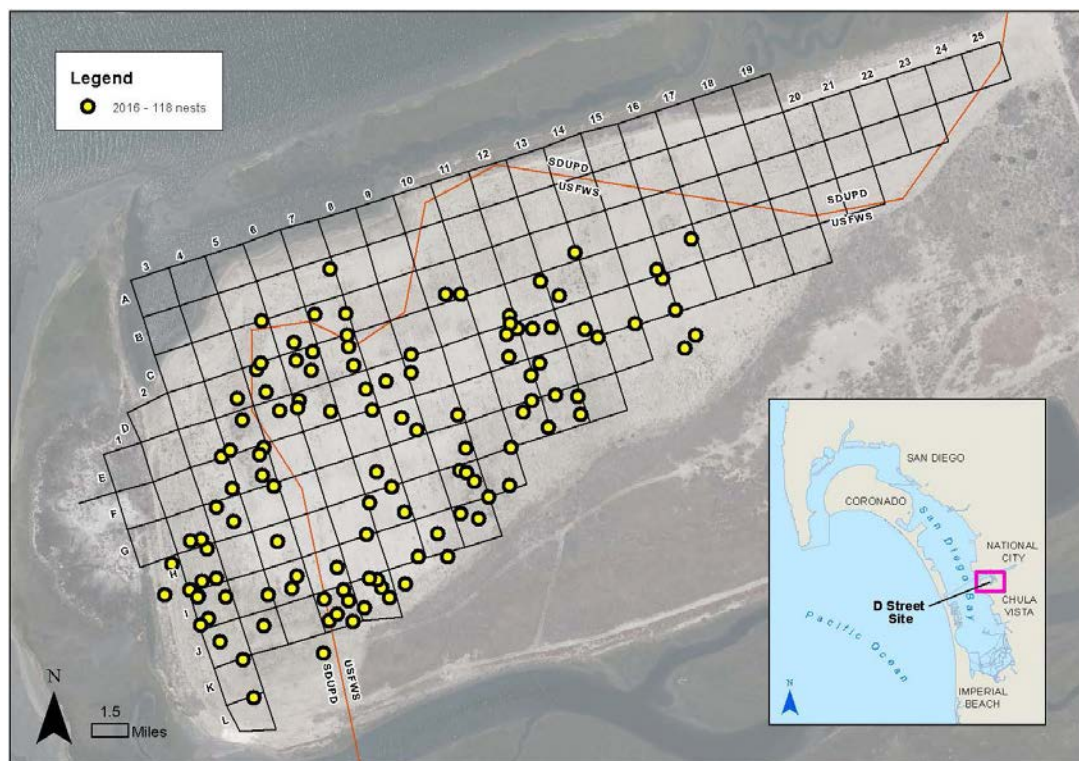 Legend
2016 - 118 nests
1
2
3
4
5
6
7
8
9
10
11
12
13
14
15
16
17
18
19
20
21
22
23
24
25
A
B
C
D
E
F
G
H
I
J
K
L
SDUPD
USFWS
SDUPD
USFWS
SDUPD
USFWS
N
1.5
Miles
SAN DIEGO
CORONADO
San Diego Bay
NATIONAL
CITY
CHULA
VISTA
D Street
Site
Pacific Ocean
IMPERIAL
BEACH
N